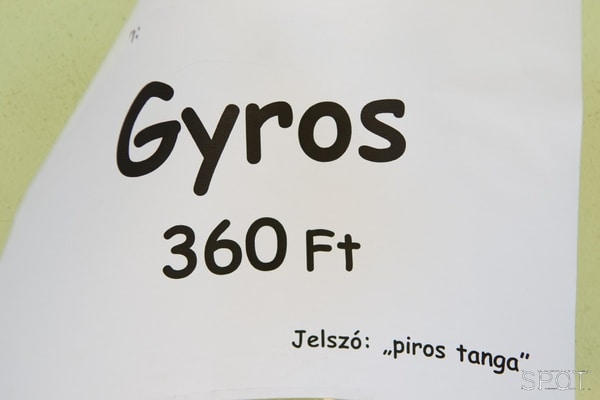 Gyros
360 Ft
Jelszó: „piros tanga”
SPOT